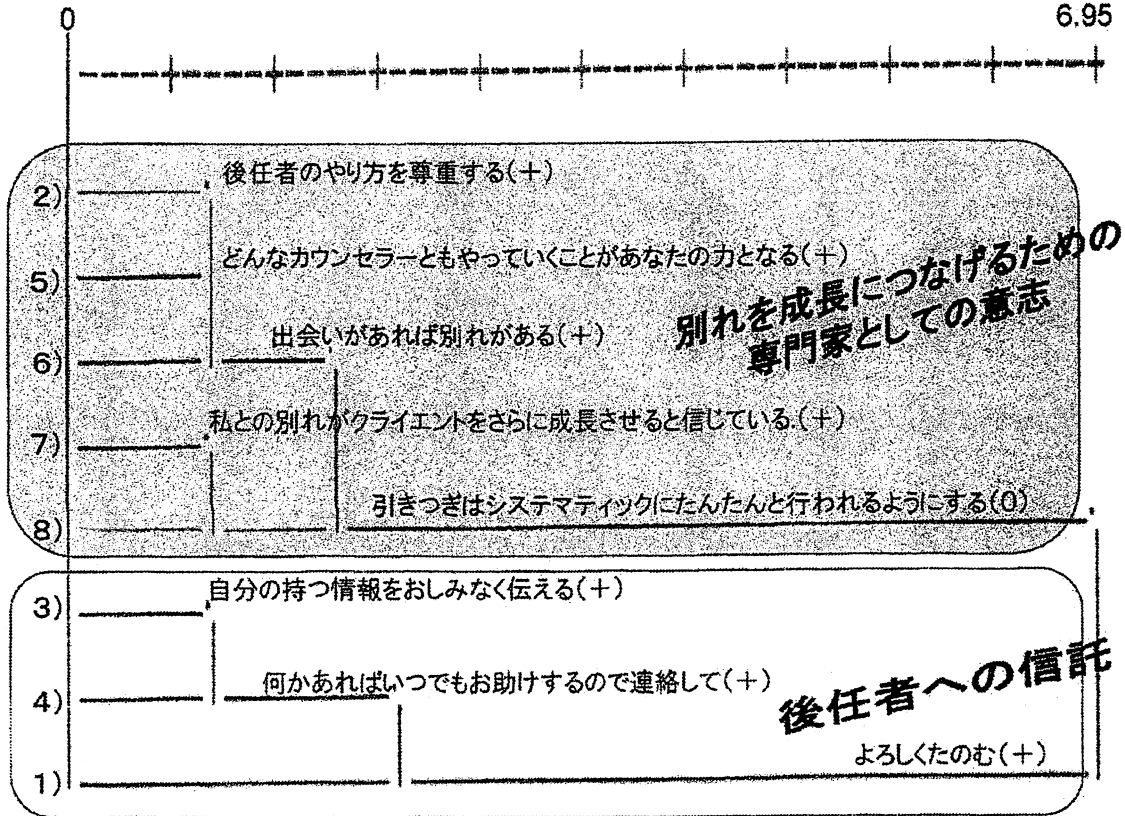 0
6.95
2) 後任者のやり方を尊重する(+)
5) どんなカウンセラーともやっていくことがあなたの力となる(+)
6) 出会いがあれば別れがある(+)
別れを成長につなげるための
専門家としての意志
7) 私との別れがクライエントをさらに成長させると信じている.(+)
8) 引きつぎはシステマティックにたんたんと行われるようにする(0)
3) 自分の持つ情報をおしみなく伝える(+)
4) 何かあればいつでもお助けするので連絡して(+)
後任者への信託
1) よろしくたのむ(+)